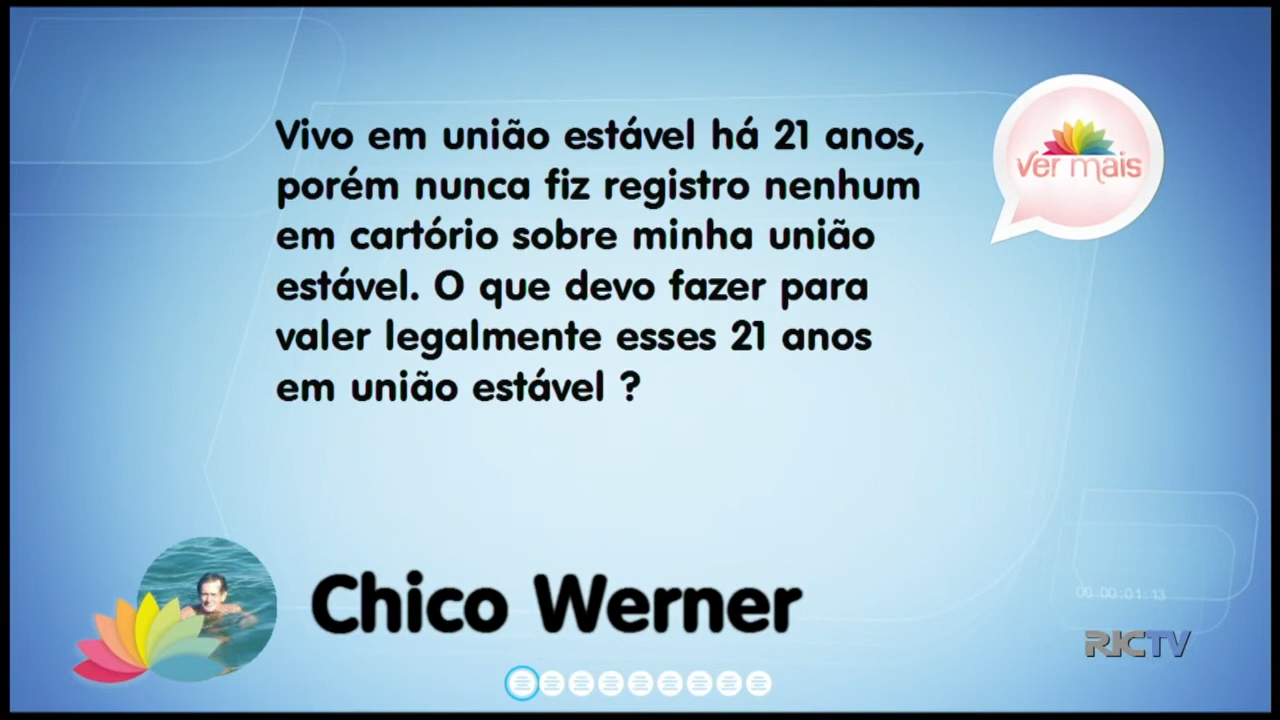 Vivo em união estável há 21 anos,
porém nunca fiz registro nenhum
em cartório sobre minha união
estável. O que devo fazer para
valer legalmente esses 21 anos
em união estável ?
ver mais
Chico Werner
00:00:01:13
RICTV